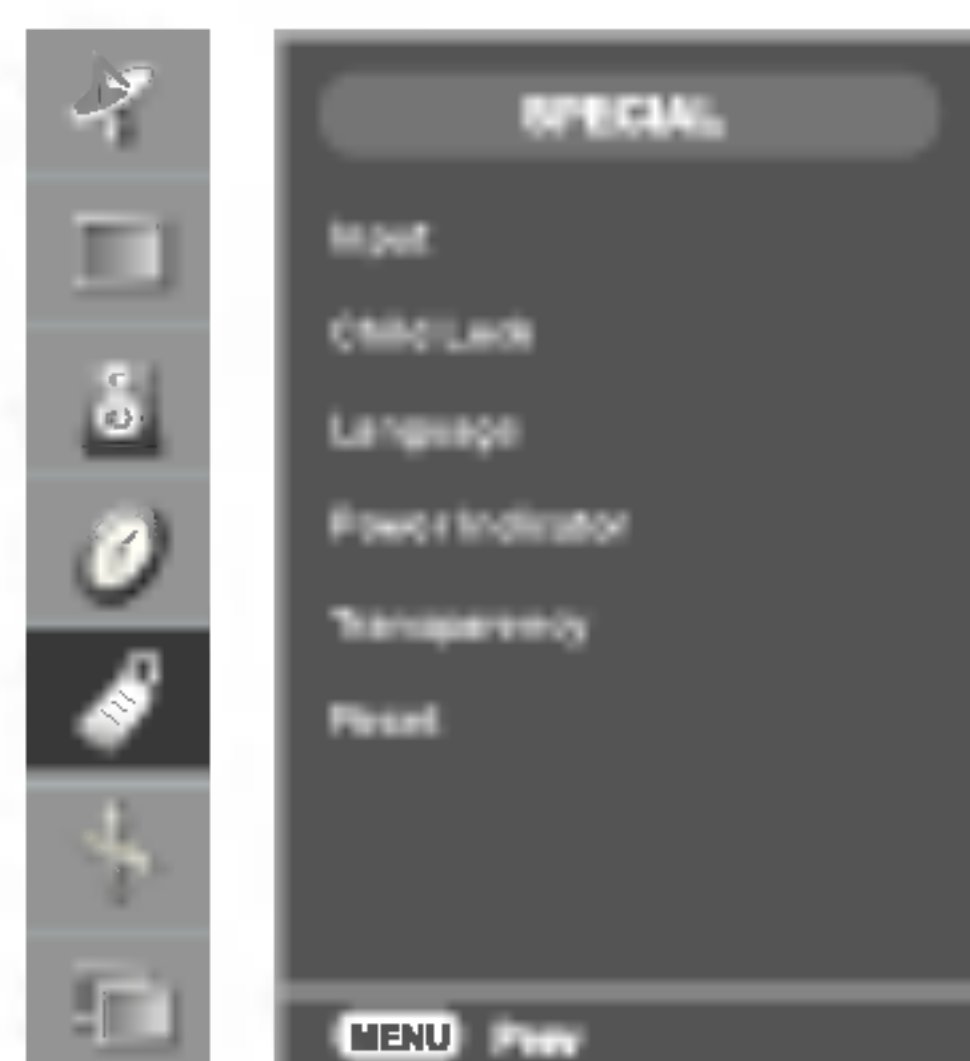 SPECIAL
Input
Child Lock
Language
Power Indicator
Transparency
Reset
MENU Prev